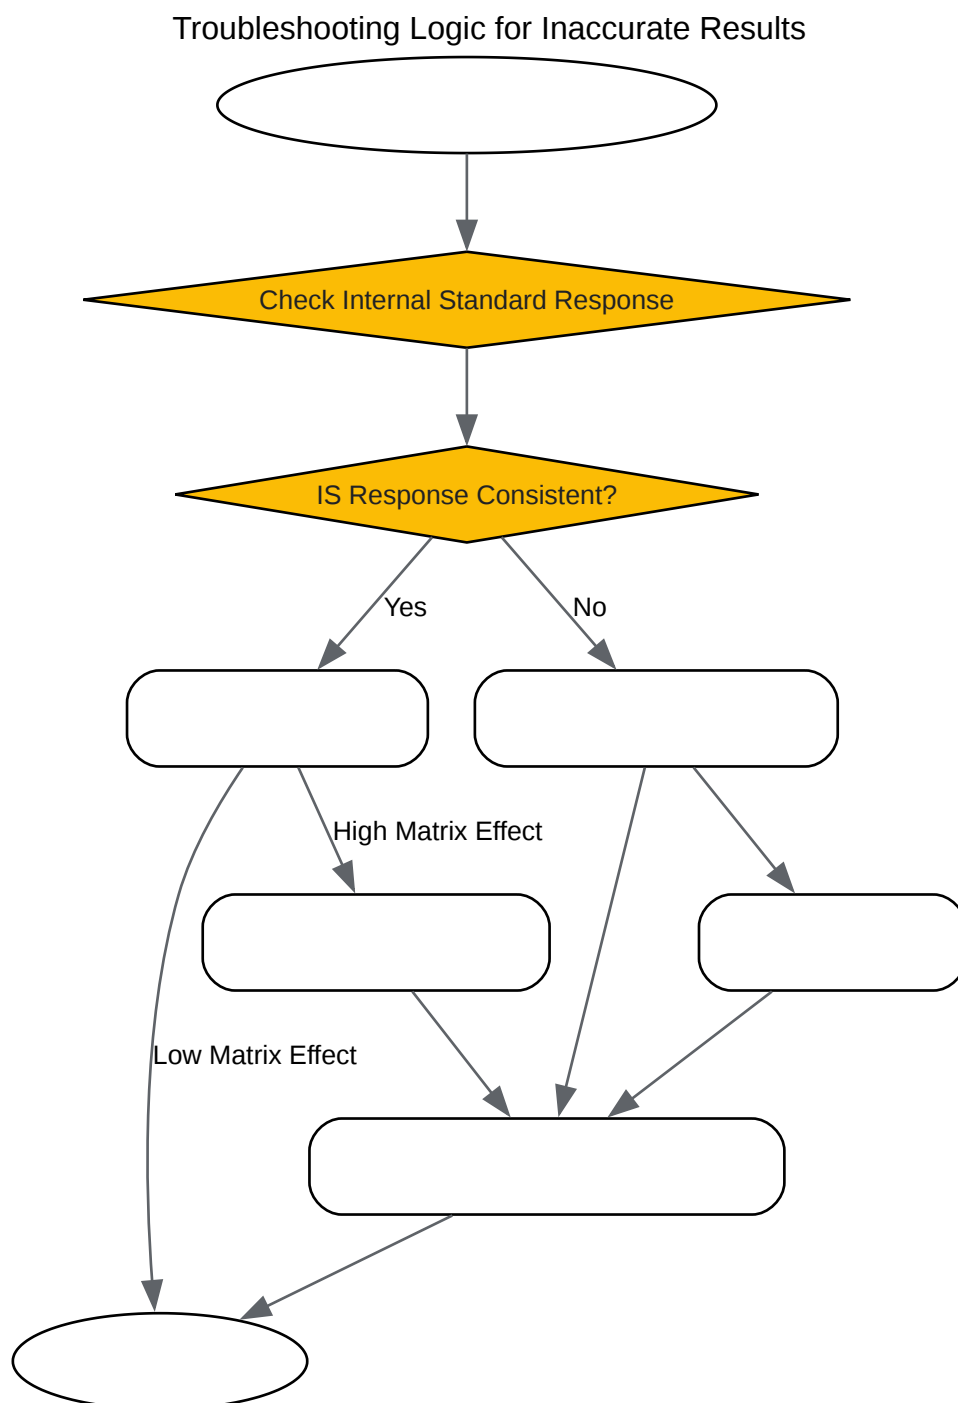 Troubleshooting Logic for Inaccurate Results
Check Internal Standard Response
IS Response Consistent?
Yes
No
High Matrix Effect
Low Matrix Effect